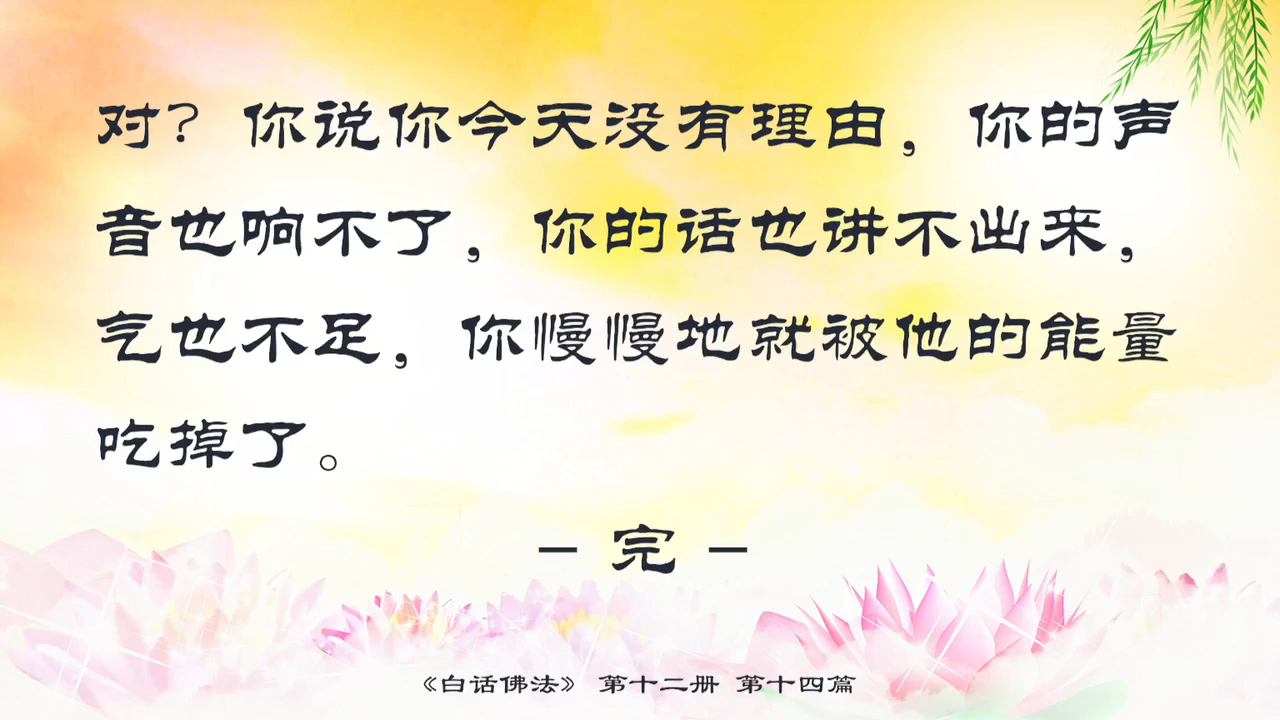 对？你说你今天没有理由，你的声
音也响不了，你的话也讲不出来，
气也不足，你慢慢地就被他的能量
吃掉了。
— 完 —
《白话佛法》 第十二册 第十四篇